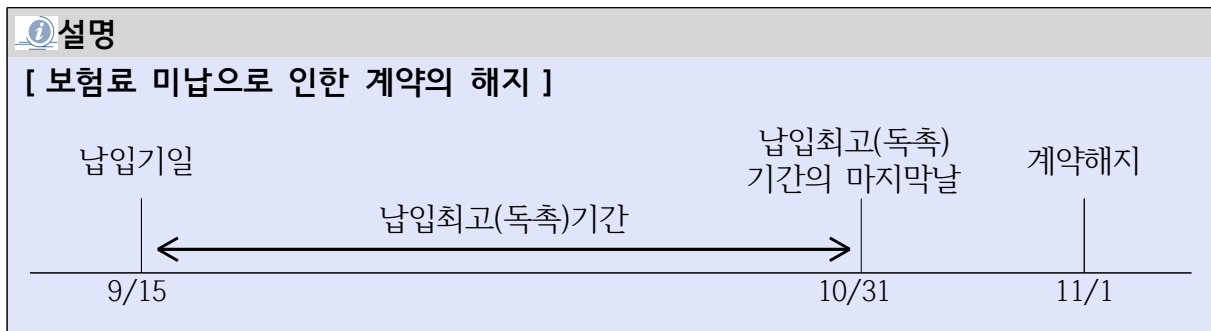 설명
[ 보험료 미납으로 인한 계약의 해지 ]
납입기일
납입최고(독촉)
기간의 마지막날
계약해지
납입최고(독촉)기간
9/15
10/31
11/1